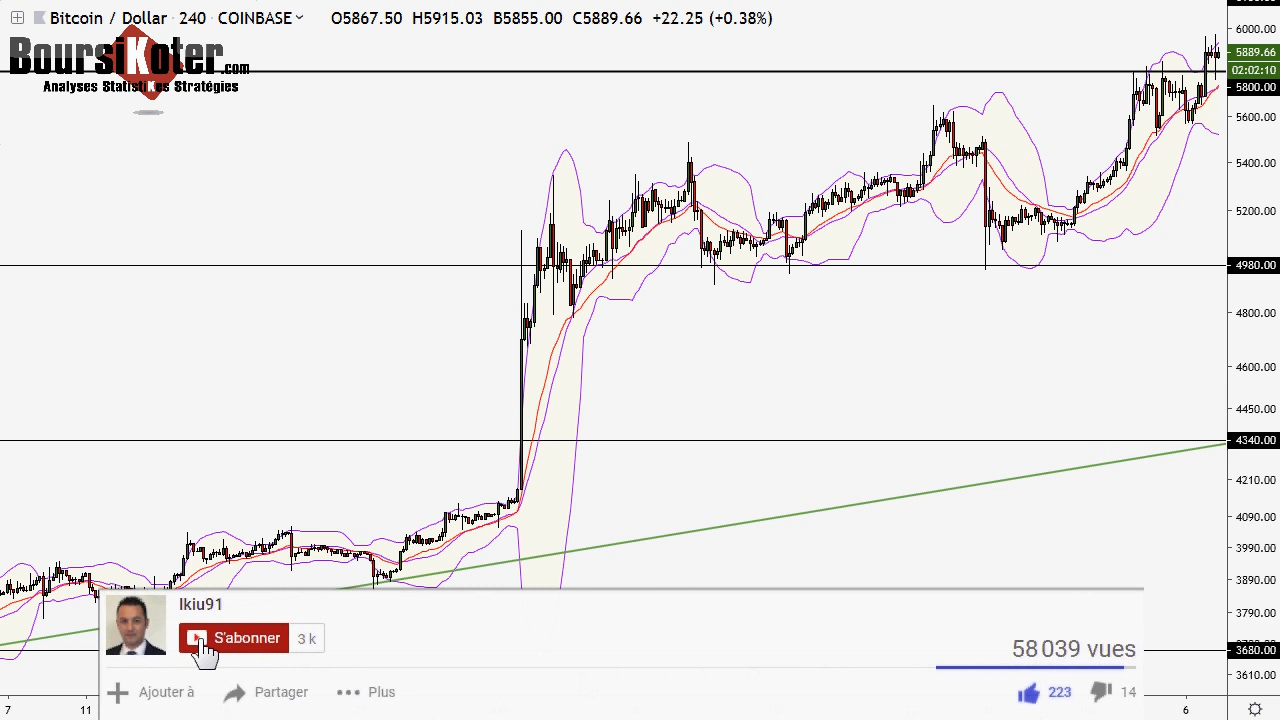 Bitcoin / Dollar · 240 · COINBASE O5867.50 H5915.03 B5855.00 C5889.66 +22.25 (+0.38%)
BoursiKoter.com
Analyses StatistiKes Stratégies
6000.00
5889.66
02:02:10
5800.00
5600.00
5400.00
5200.00
4980.00
4800.00
4600.00
4450.00
4340.00
4210.00
4090.00
3990.00
3890.00
3790.00
3680.00
3610.00
Ikiu91
S'abonner 3 k
58 039 vues
Ajouter à Partager Plus 223 14
7 11 6